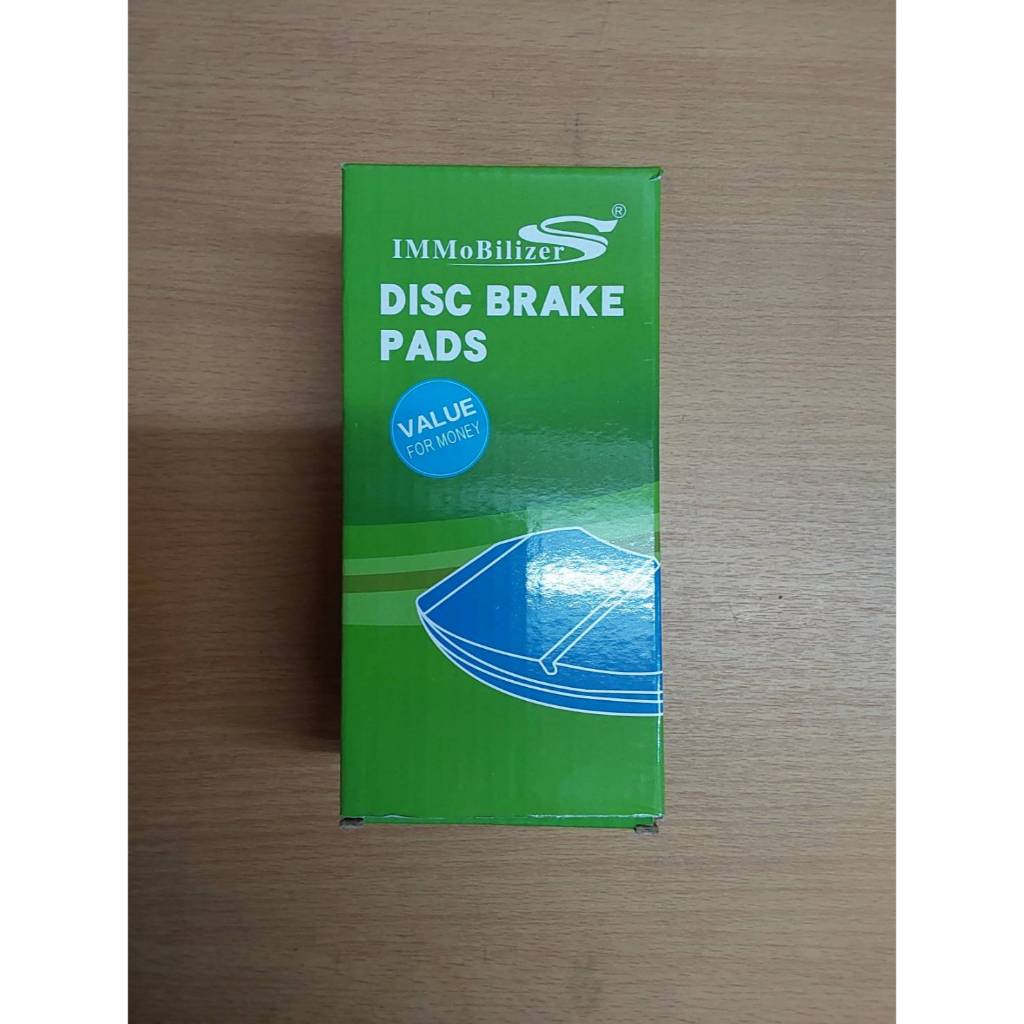 IMMoBilizer S ®
DISC BRAKE
PADS
VALUE
FOR MONEY